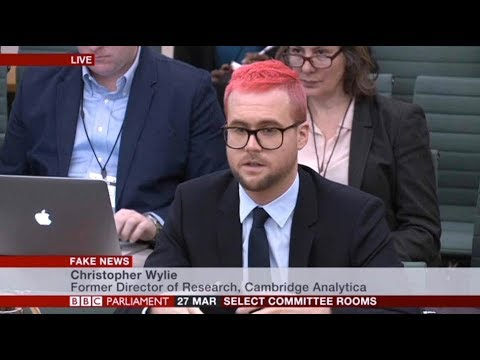 LIVE
FAKE NEWS
Christopher Wylie
Former Director of Research, Cambridge Analytica
BBC PARLIAMENT 27 MAR SELECT COMMITTEE ROOMS